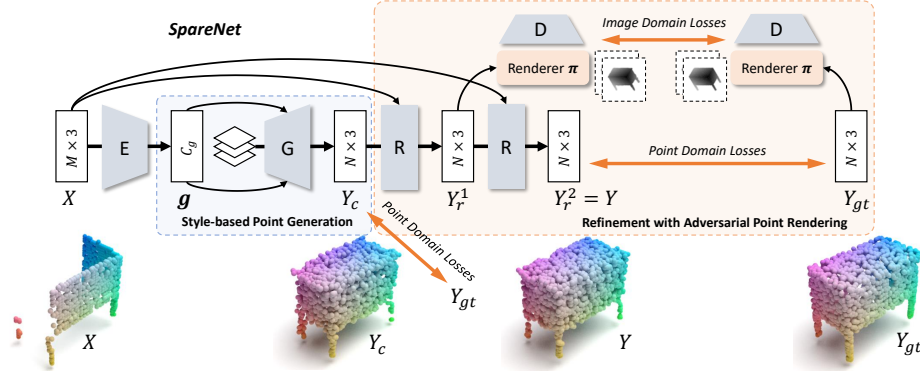 SpareNet
D
Image Domain Losses
D
Renderer π
Renderer π
M × 3
E
C_g
G
N × 3
R
N × 3
R
N × 3
Point Domain Losses
N × 3
X
g
Y_c
Y_r^1
Y_r^2 = Y
Y_gt
Style-based Point Generation
Refinement with Adversarial Point Rendering
Point Domain Losses
Y_gt
X
Y_c
Y
Y_gt